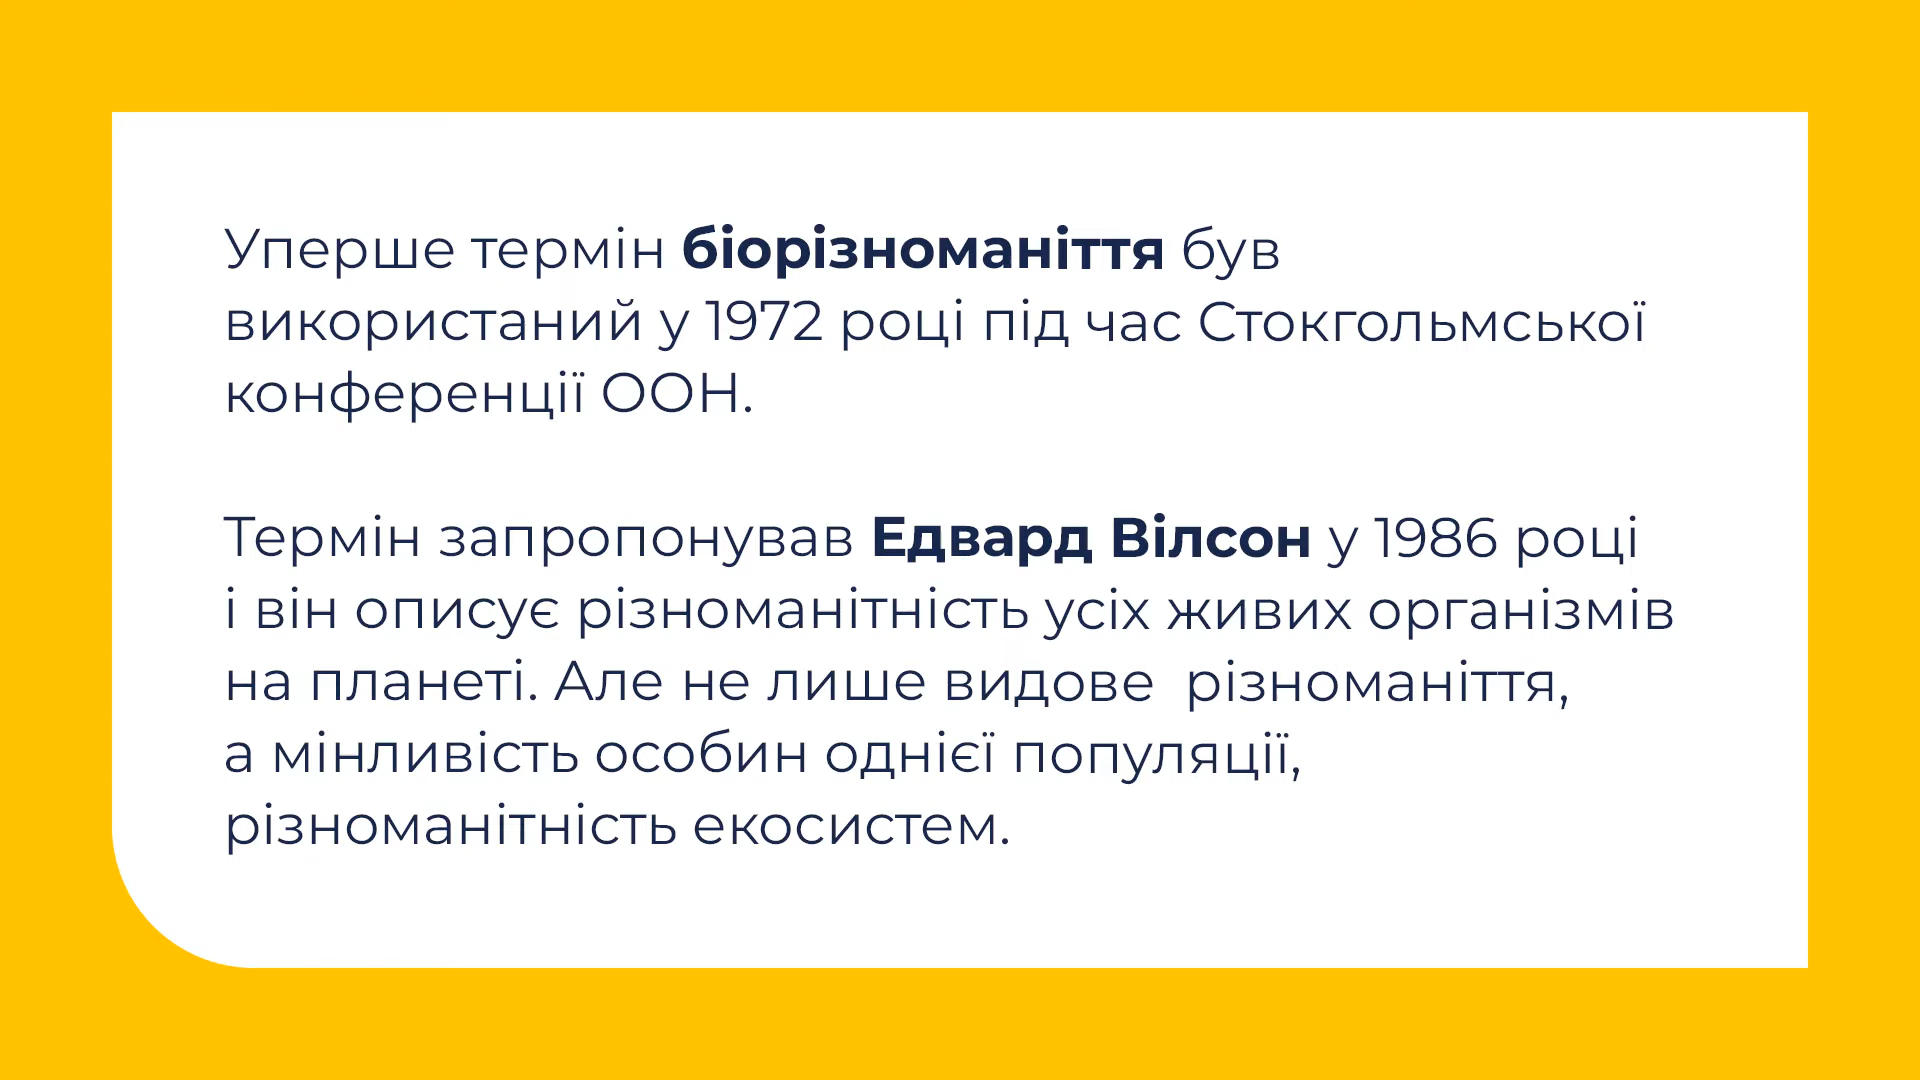 Уперше термін біорізноманіття був
використаний у 1972 році під час Стокгольмської
конференції ООН.
Термін запропонував Едвард Вілсон у 1986 році
і він описує різноманітність усіх живих організмів
на планеті. Але не лише видове  різноманіття,
а мінливість особин однієї популяції,
різноманітність екосистем.